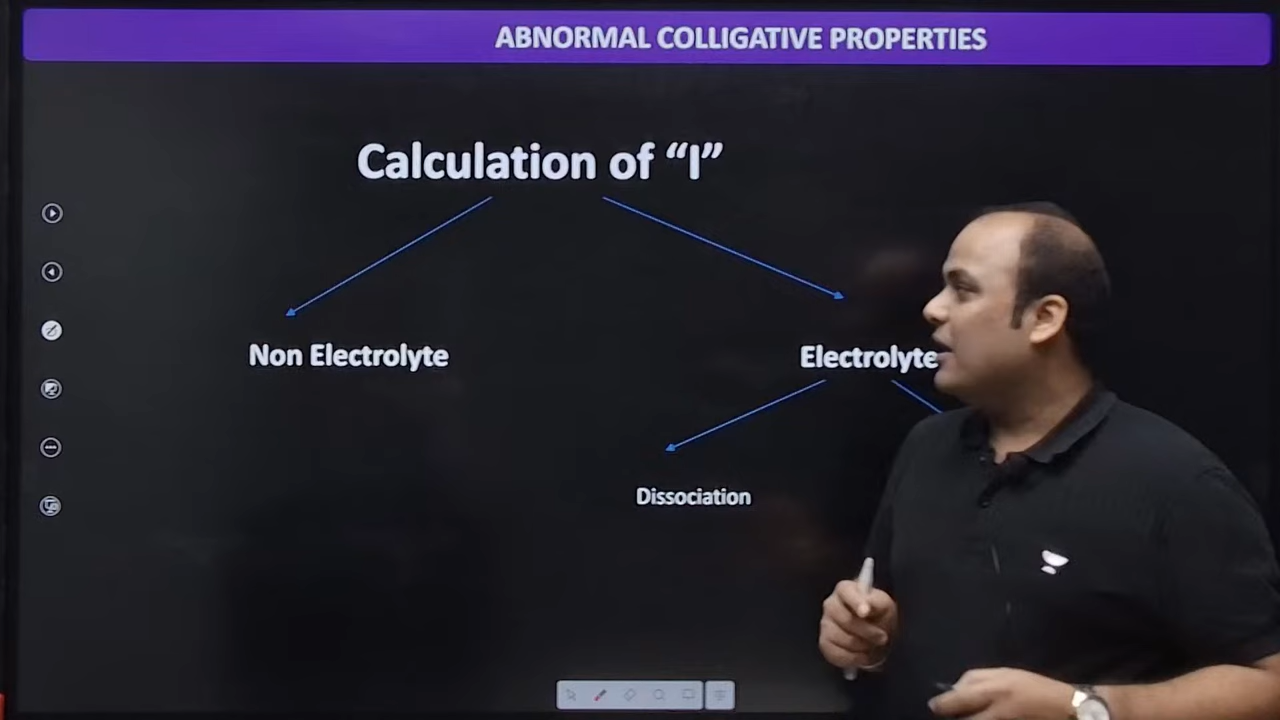 ABNORMAL COLLIGATIVE PROPERTIES
Calculation of “I”
Non Electrolyte
Electrolyte
Dissociation